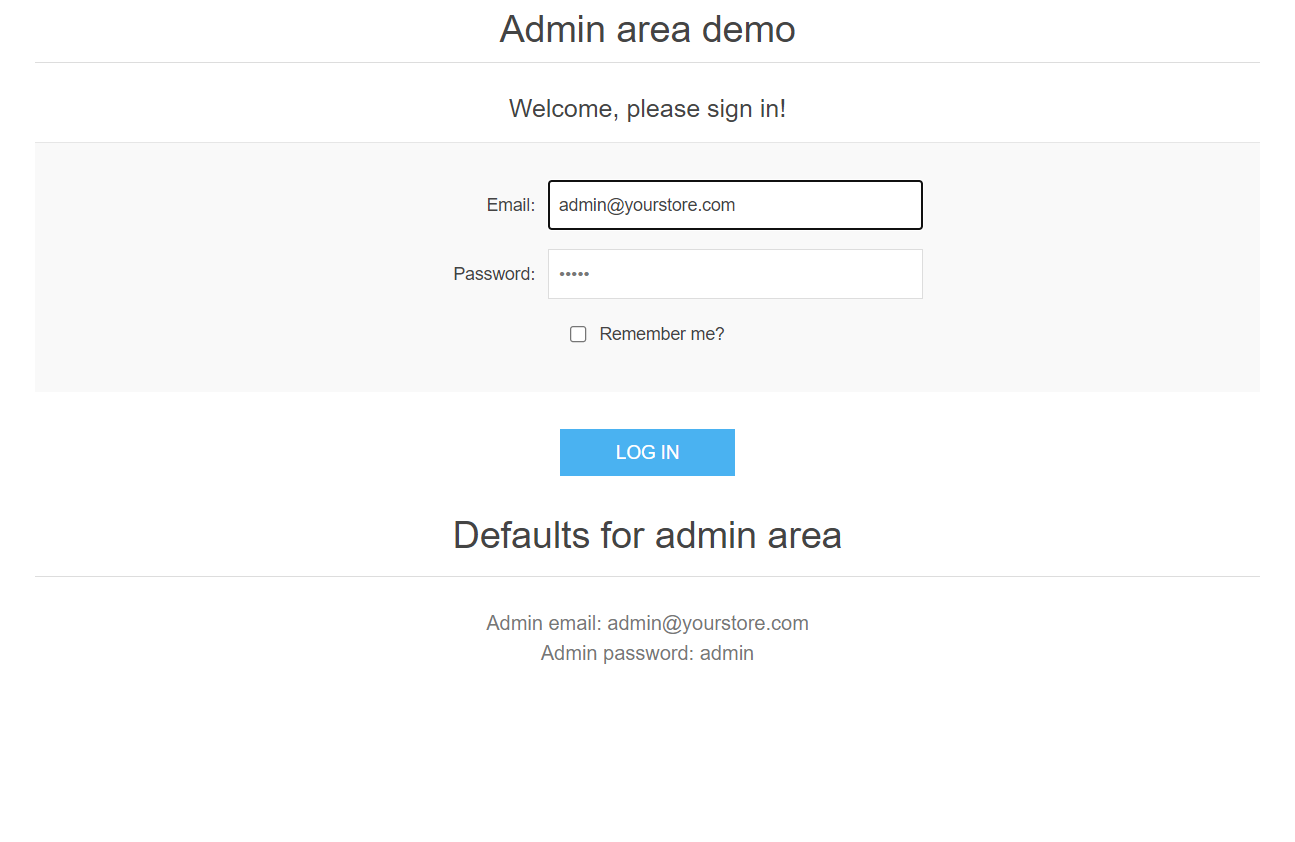 Admin area demo
Welcome, please sign in!
Email: admin@yourstore.com
Password: •••••
Remember me?
LOG IN
Defaults for admin area
Admin email: admin@yourstore.com
Admin password: admin